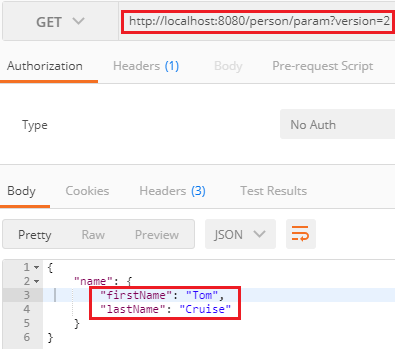 GET http://localhost:8080/person/param?version=2
Authorization Headers (1) Body Pre-request Script
Type No Auth
Body Cookies Headers (3) Test Results
Pretty Raw Preview JSON
1 {
2 "name": {
3 "firstName": "Tom",
4 "lastName": "Cruise"
5 }
6 }